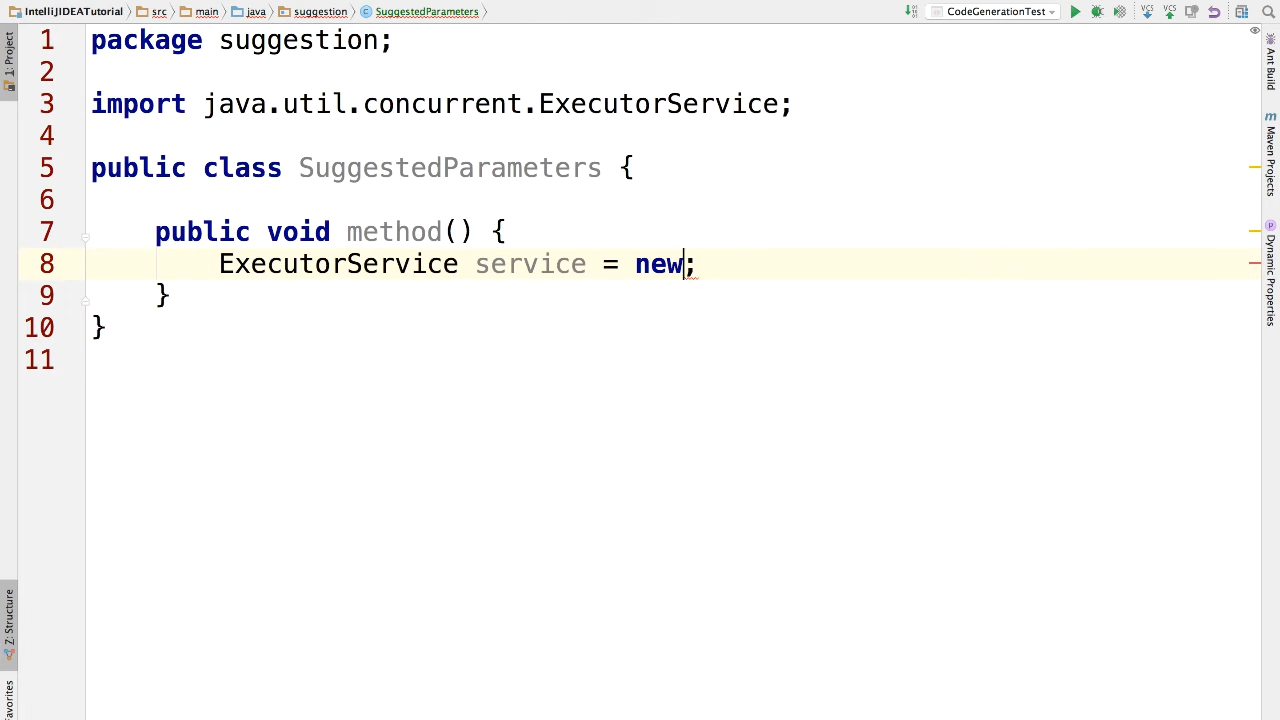 IntelliJIDEATutorial src main java suggestion SuggestedParameters CodeGenerationTest VCS VCS
1 package suggestion;
2
3 import java.util.concurrent.ExecutorService;
4
5 public class SuggestedParameters {
6
7 public void method() {
8 ExecutorService service = new;
9 }
10 }
11
1: Project
Z: Structure
Favorites
Ant Build
m Maven Projects
P Dynamic Properties